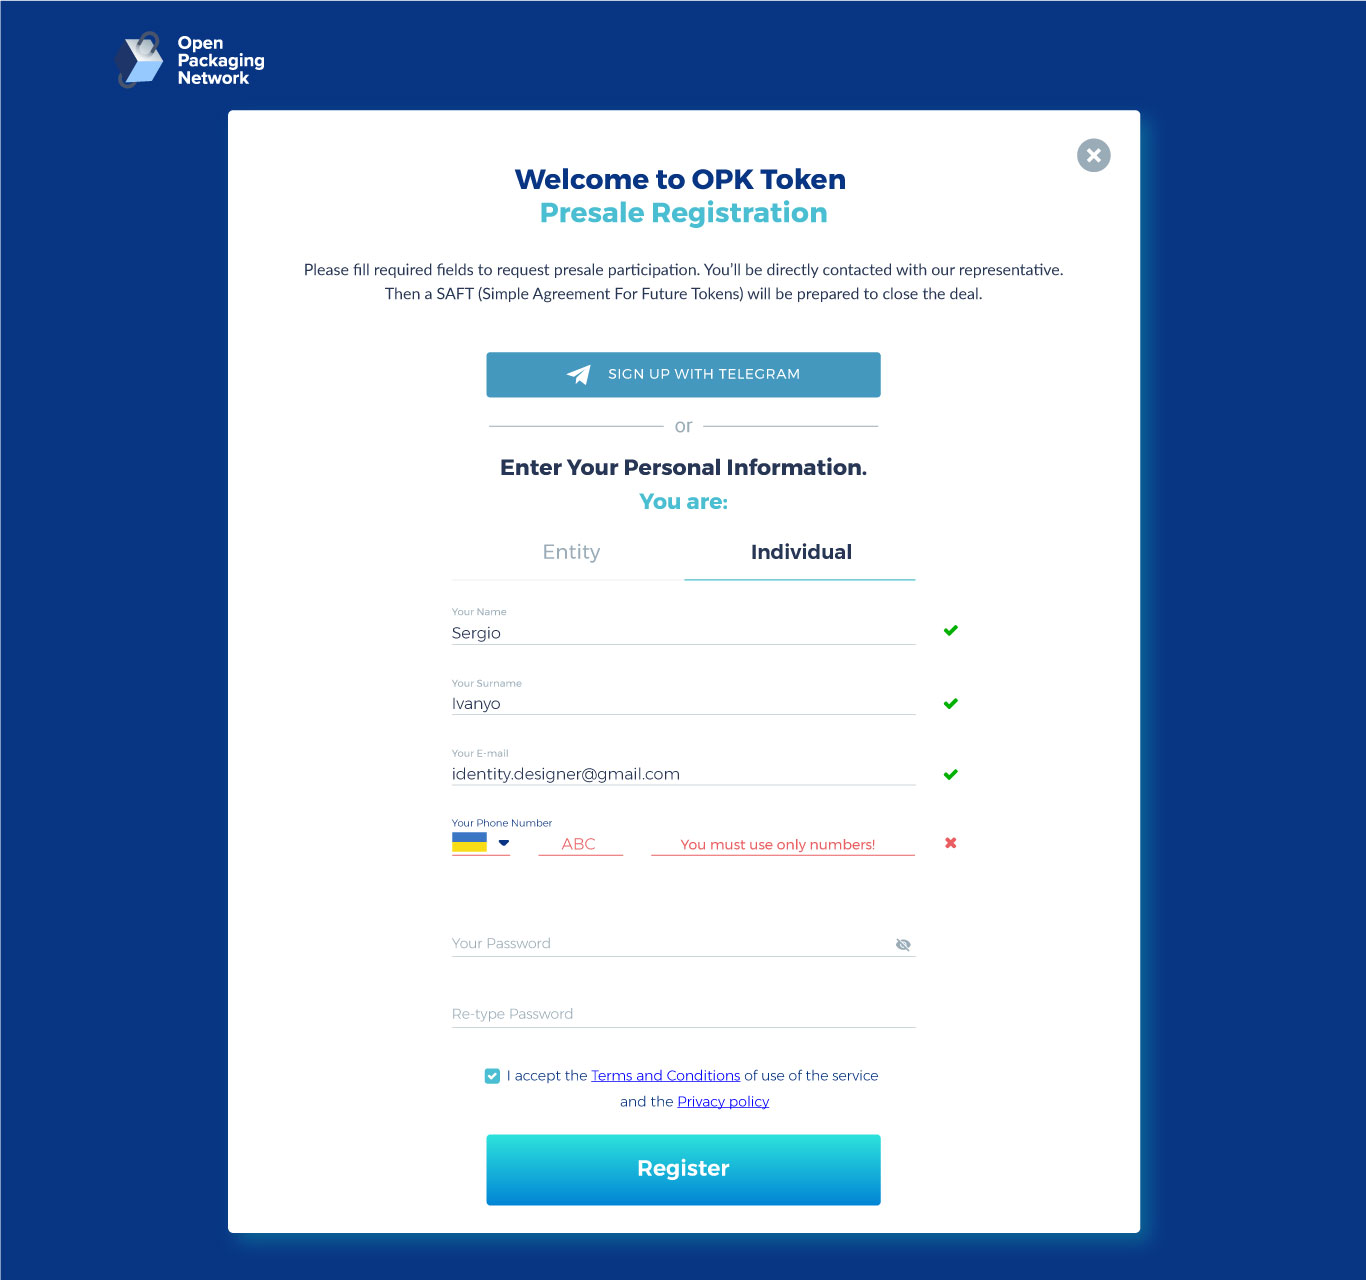 Open
Packaging
Network
Welcome to OPK Token
Presale Registration
Please fill required fields to request presale participation. You'll be directly contacted with our representative.
Then a SAFT (Simple Agreement For Future Tokens) will be prepared to close the deal.
SIGN UP WITH TELEGRAM
or
Enter Your Personal Information.
You are:
Entity Individual
Your Name
Sergio
Your Surname
Ivanyo
Your E-mail
identity.designer@gmail.com
Your Phone Number
ABC You must use only numbers!
Your Password
Re-type Password
I accept the Terms and Conditions of use of the service
and the Privacy policy
Register